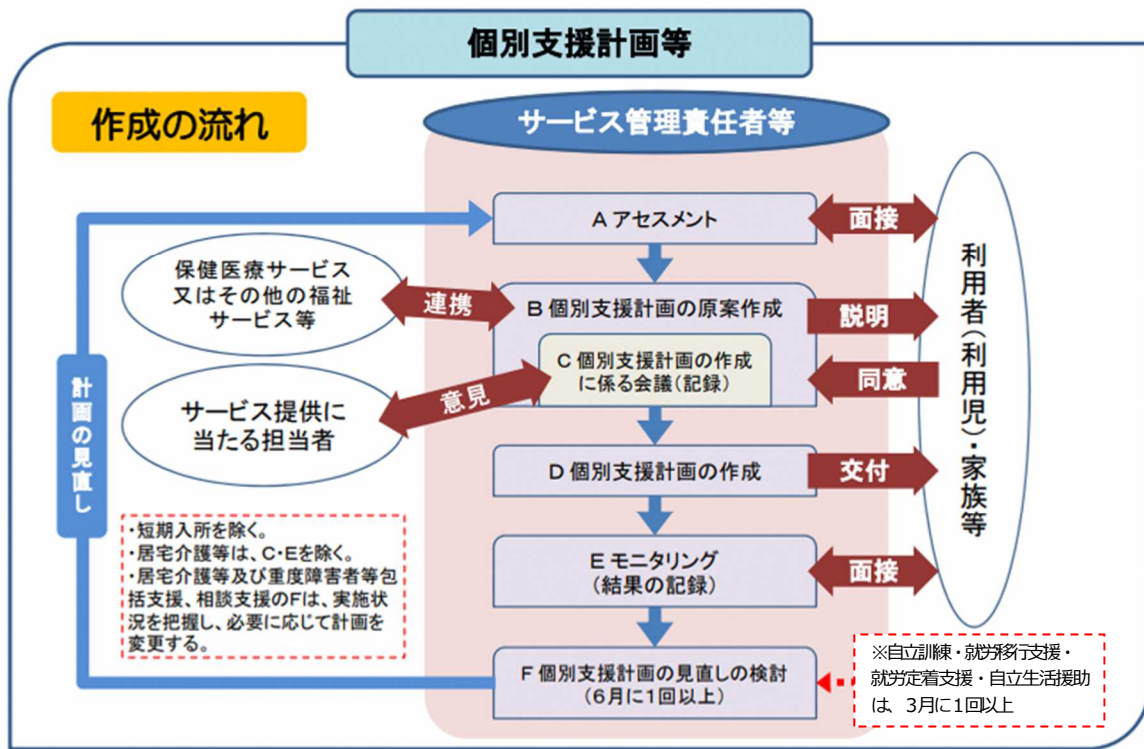 個別支援計画等
作成の流れ
サービス管理責任者等
A アセスメント
面接
保健医療サービス
又はその他の福祉
サービス等
連携
B 個別支援計画の原案作成
説明
C 個別支援計画の作成
に係る会議(記録)
同意
意見
サービス提供に
当たる担当者
利用者(利用児)・家族等
計画の見直し
D 個別支援計画の作成
交付
・短期入所を除く。
・居宅介護等は、C・Eを除く。
・居宅介護等及び重度障害者等包
括支援、相談支援のFは、実施状
況を把握し、必要に応じて計画を
変更する。
E モニタリング
(結果の記録)
面接
F 個別支援計画の見直しの検討
(6月に1回以上)
※自立訓練・就労移行支援・
就労定着支援・自立生活援助
は、3月に1回以上